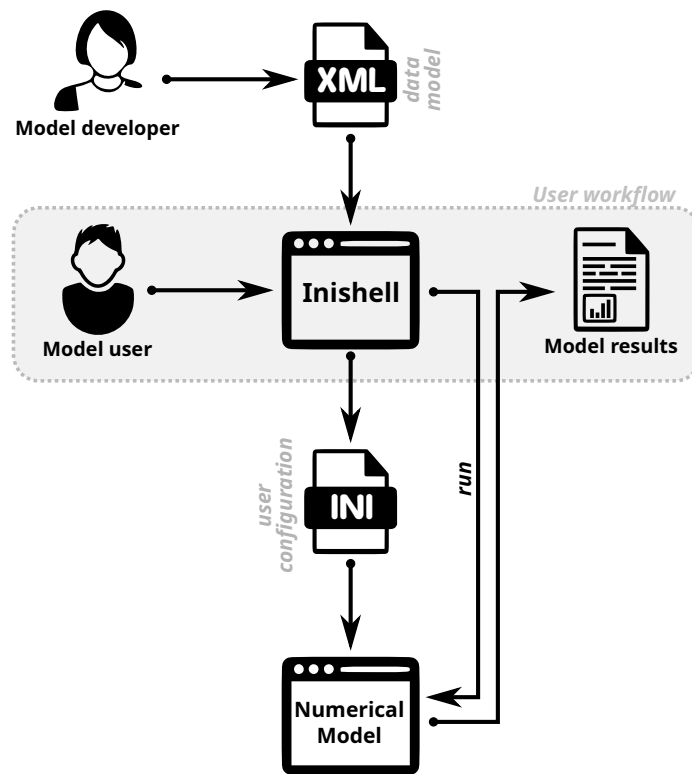 XML
data
model
Model developer
User workflow
Inishell
Model user
Model results
user
configuration
INI
run
Numerical
Model